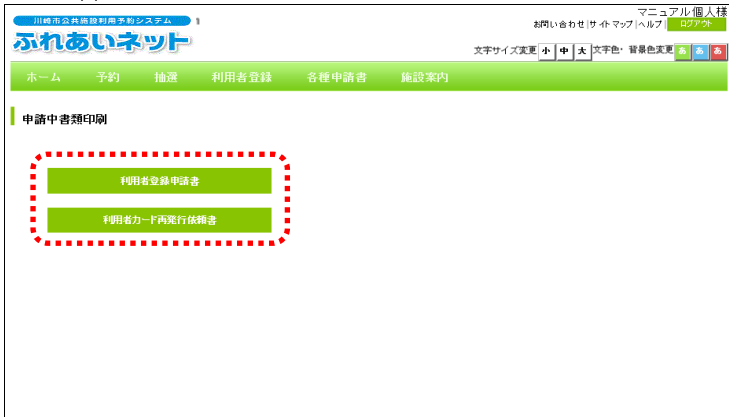 マニュアル個人様
川崎市公共施設利用予約システム
お問い合わせ|サイトマップ|ヘルプ| ログアウト
ふれあいネット
文字サイズ変更 小 中 大 文字色・背景色変更 あ あ あ
ホーム 予約 抽選 利用者登録 各種申請書 施設案内
申請中書類印刷
利用者登録申請書
利用者カード再発行依頼書